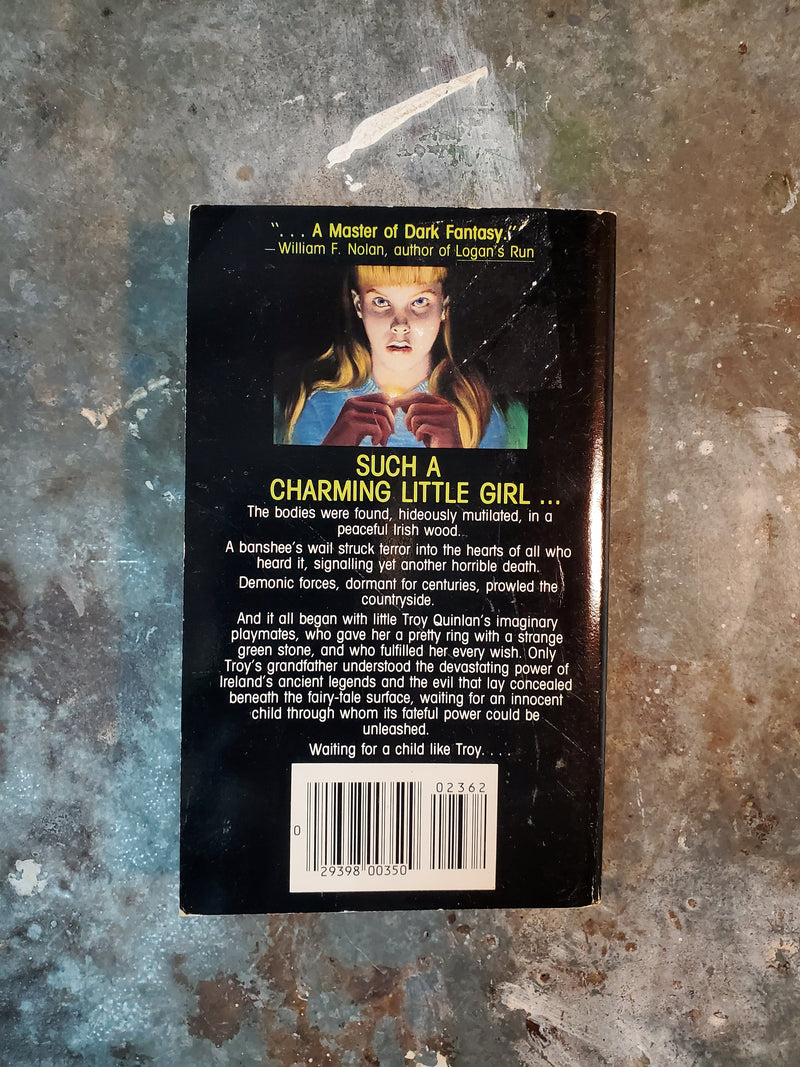 “. . . A Master of Dark Fantasy.”
– William F. Nolan, author of Logan's Run
SUCH A
CHARMING LITTLE GIRL ...
The bodies were found, hideously mutilated, in a
peaceful Irish wood...
A banshee's wail struck terror into the hearts of all who
heard it, signalling yet another horrible death.
Demonic forces, dormant for centuries, prowled the
countryside.
And it all began with little Troy Quinlan's imaginary
playmates, who gave her a pretty ring with a strange
green stone, and who fulfilled her every wish. Only
Troy's grandfather understood the devastating power of
Ireland's ancient legends and the evil that lay concealed
beneath the fairy-tale surface, waiting for an innocent
child through whom its fateful power could be
unleashed.
Waiting for a child like Troy. . . .
02362
0
29398 00350